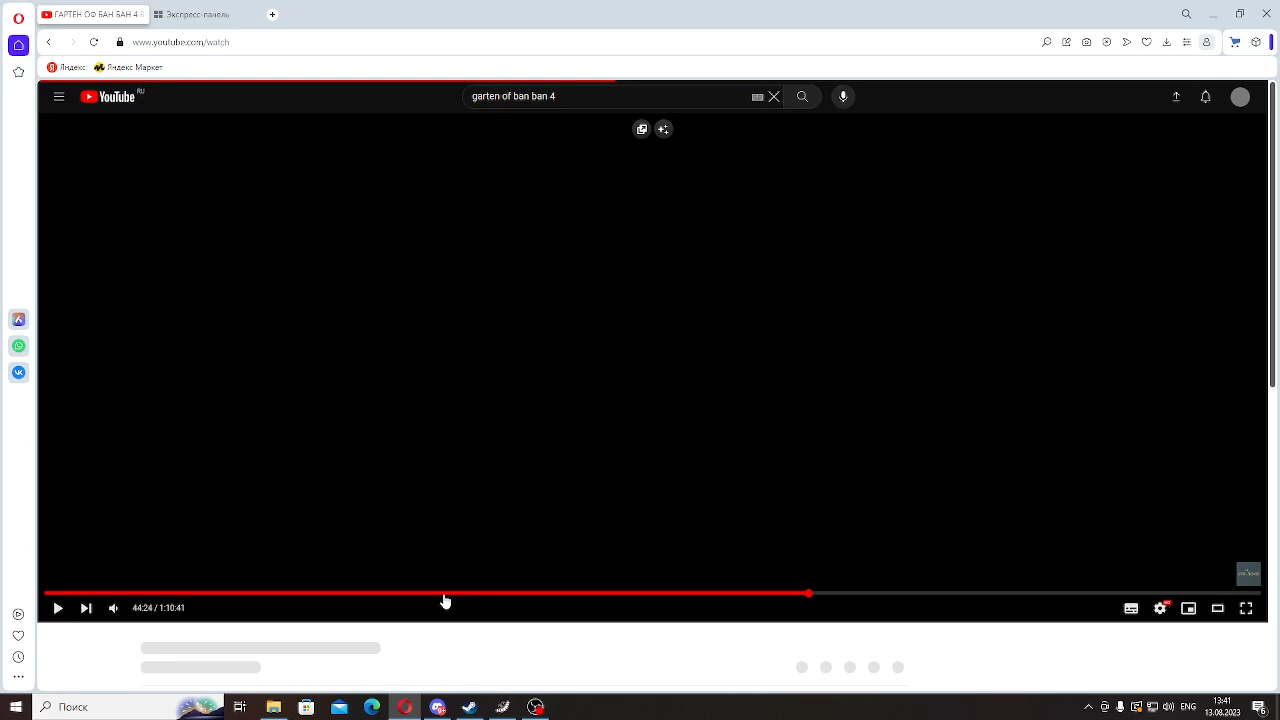 ГАРТЕН ОФ БАН БАН 4 В
Экспресс-панель
www.youtube.com/watch
Яндекс
Яндекс Маркет
YouTube RU
garten of ban ban 4
44:24 / 1:10:41
HD
Поиск
13:41
13.08.2023